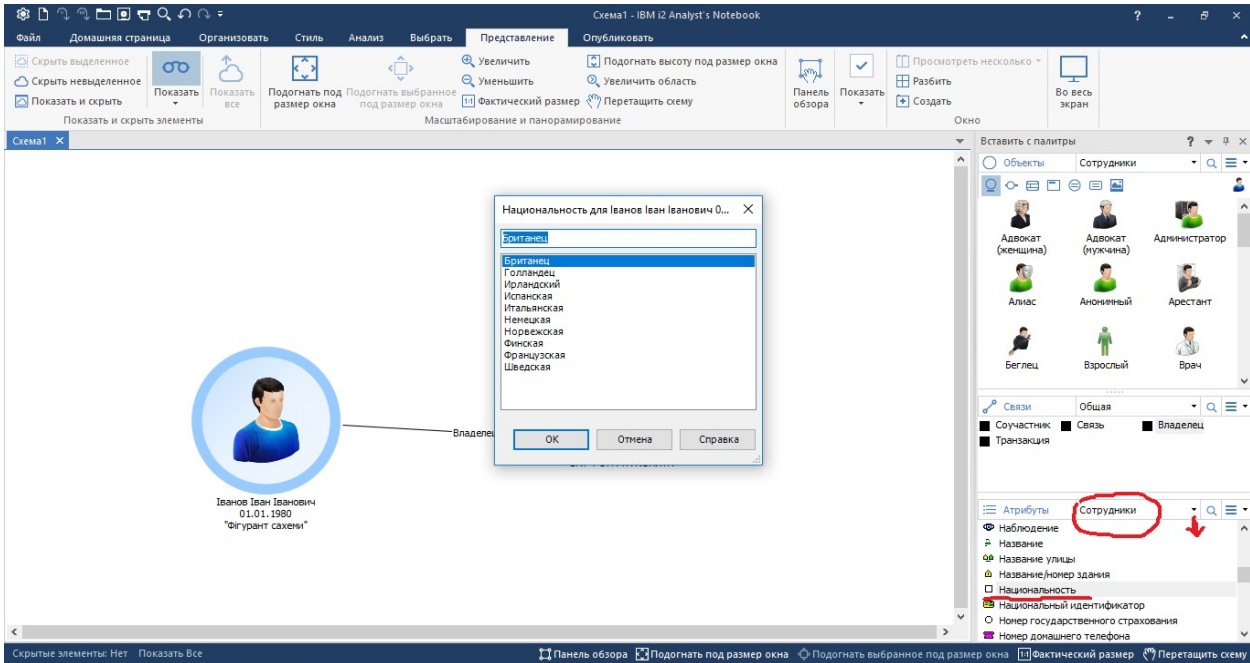 Схема1 - IBM i2 Analyst's Notebook
Файл Домашняя страница Организовать Стиль Анализ Выбрать Представление Опубликовать
Скрыть выделенное
Скрыть невыделенное
Показать и скрыть
Показать
Показать все
Показать и скрыть элементы
Подогнать под размер окна
Подогнать выбранное под размер окна
Увеличить
Уменьшить
Фактический размер
Подогнать высоту под размер окна
Увеличить область
Перетащить схему
Масштабирование и панорамирование
Панель обзора
Показать
Просмотреть несколько
Разбить
Создать
Окно
Во весь экран
Схема1
Национальность для Іванов Іван Іванович 0...
Британец
Британец
Голландец
Ирландский
Испанская
Итальянская
Немецкая
Норвежская
Финская
Французская
Шведская
ОК Отмена Справка
Владелец
Іванов Іван Іванович
01.01.1980
"Фігурант сахеми"
Вставить с палитры
Объекты Сотрудники
Адвокат (женщина)
Адвокат (мужчина)
Администратор
Алиас Анонимный Арестант
Беглец Взрослый Врач
Связи Общая
Соучастник Связь Владелец
Транзакция
Атрибуты Сотрудники
Наблюдение
Название
Название улицы
Название/номер здания
Национальность
Национальный идентификатор
Номер государственного страхования
Номер домашнего телефона
Скрытые элементы: Нет Показать Все
Панель обзора Подогнать под размер окна Подогнать выбранное под размер окна Фактический размер Перетащить схему